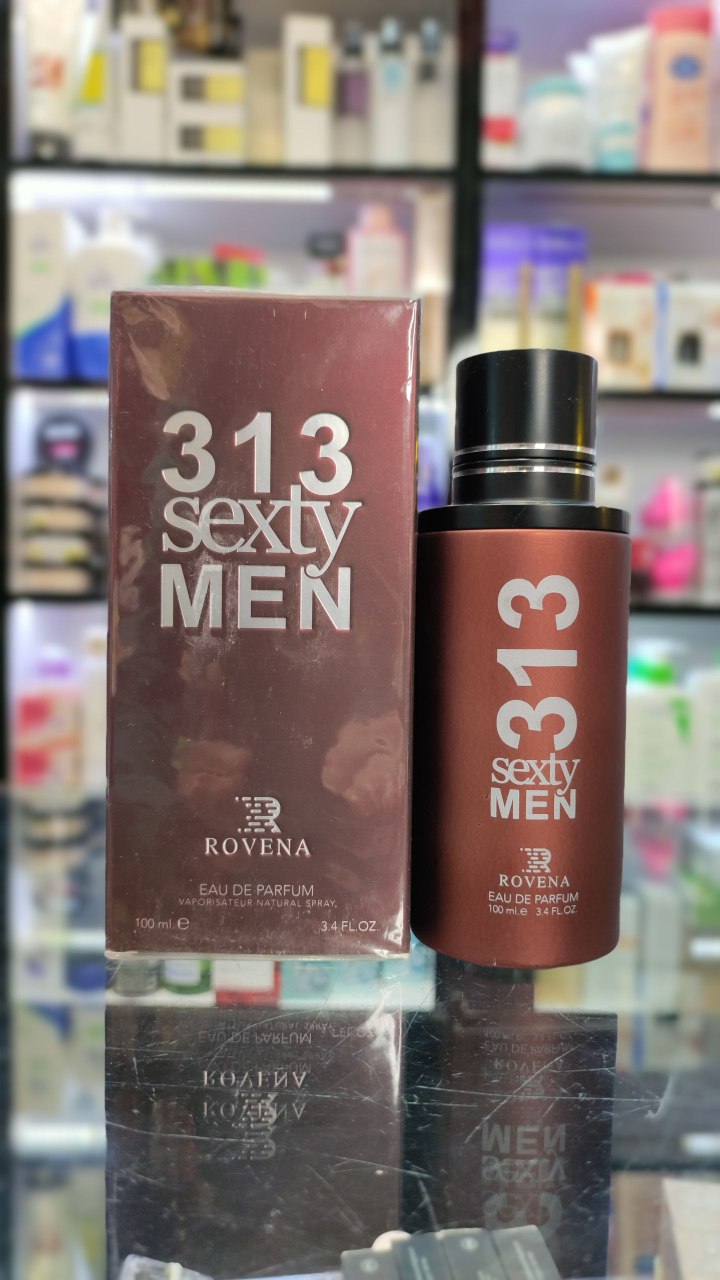 313
sexty
MEN
ROVENA
EAU DE PARFUM
VAPORISATEUR NATURAL SPRAY
100 ml ℮ 3.4 FL.OZ.
313
sexty
MEN
ROVENA
EAU DE PARFUM
100 ml.℮ 3.4 FL.OZ.